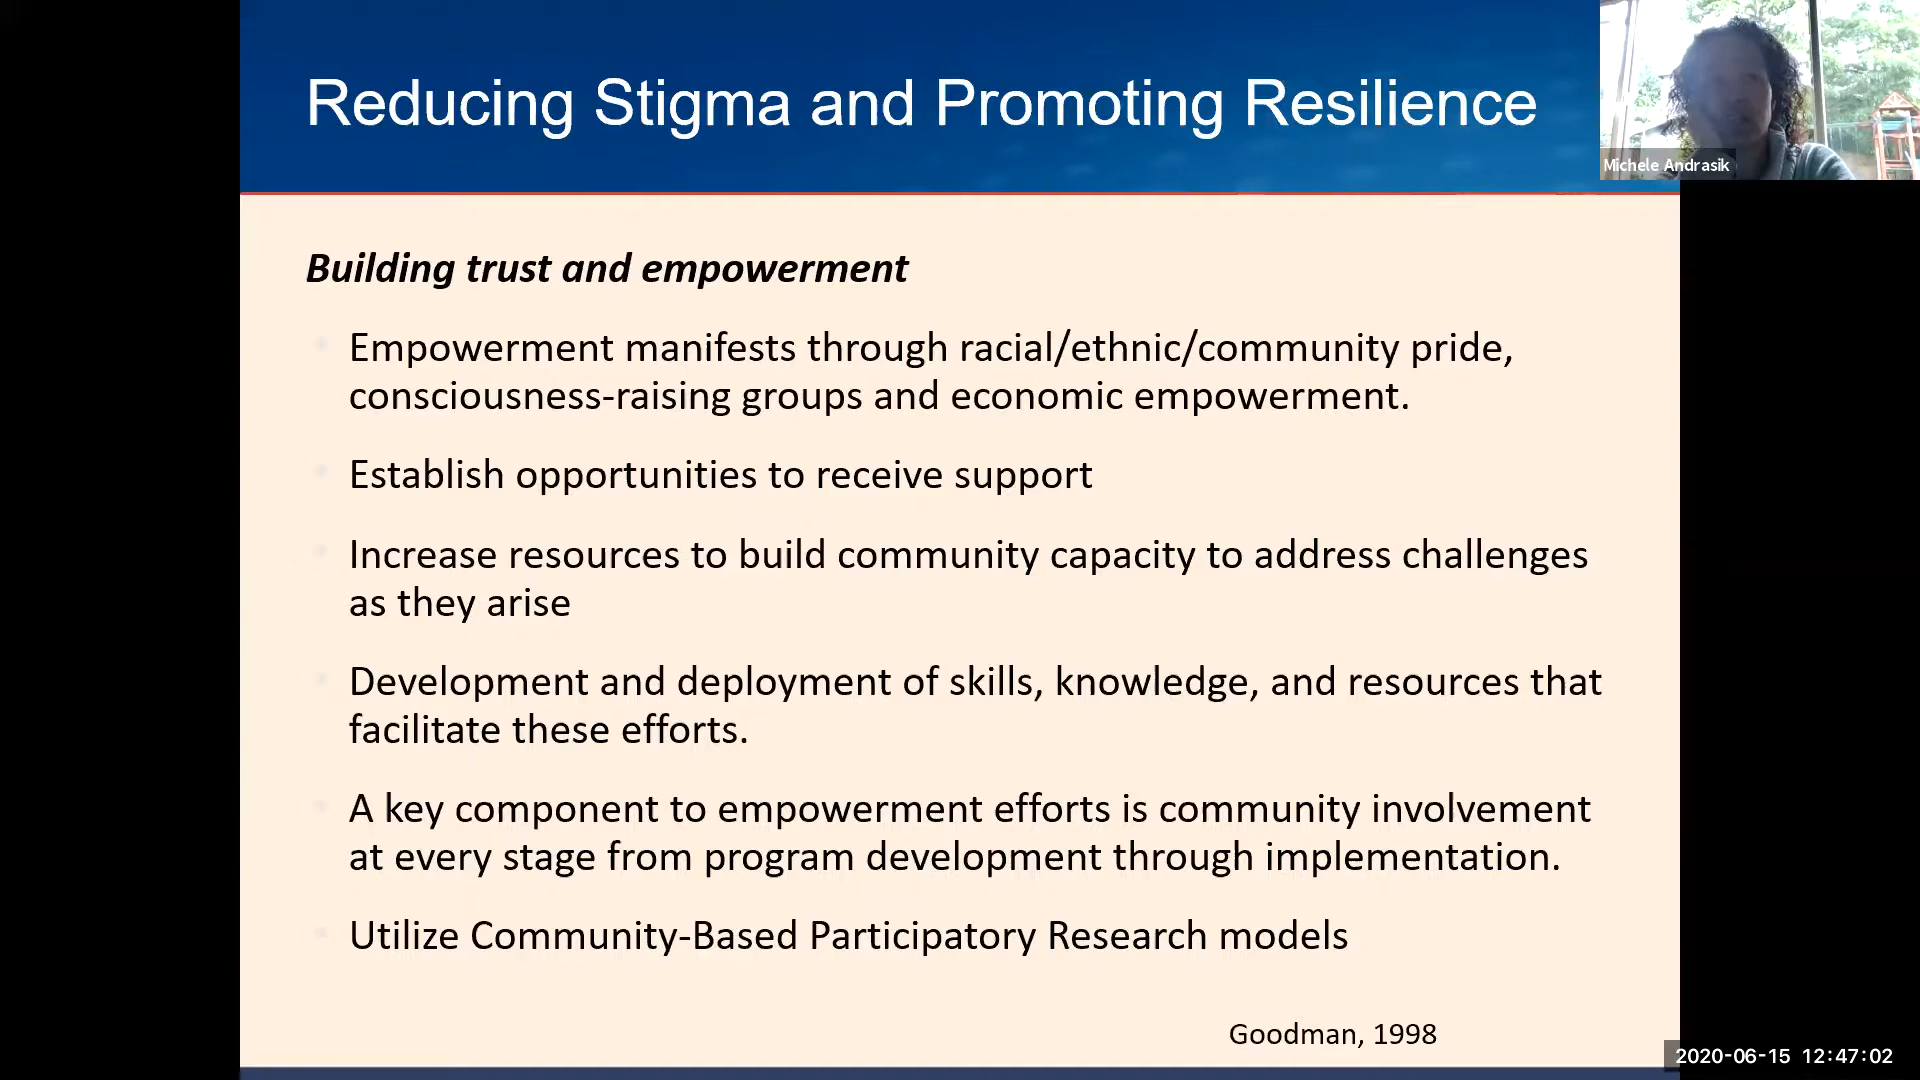 Reducing Stigma and Promoting Resilience
Michele Andrasik
Building trust and empowerment
Empowerment manifests through racial/ethnic/community pride,
consciousness-raising groups and economic empowerment.
Establish opportunities to receive support
Increase resources to build community capacity to address challenges
as they arise
Development and deployment of skills, knowledge, and resources that
facilitate these efforts.
A key component to empowerment efforts is community involvement
at every stage from program development through implementation.
Utilize Community-Based Participatory Research models
Goodman, 1998
2020-06-15 12:47:02